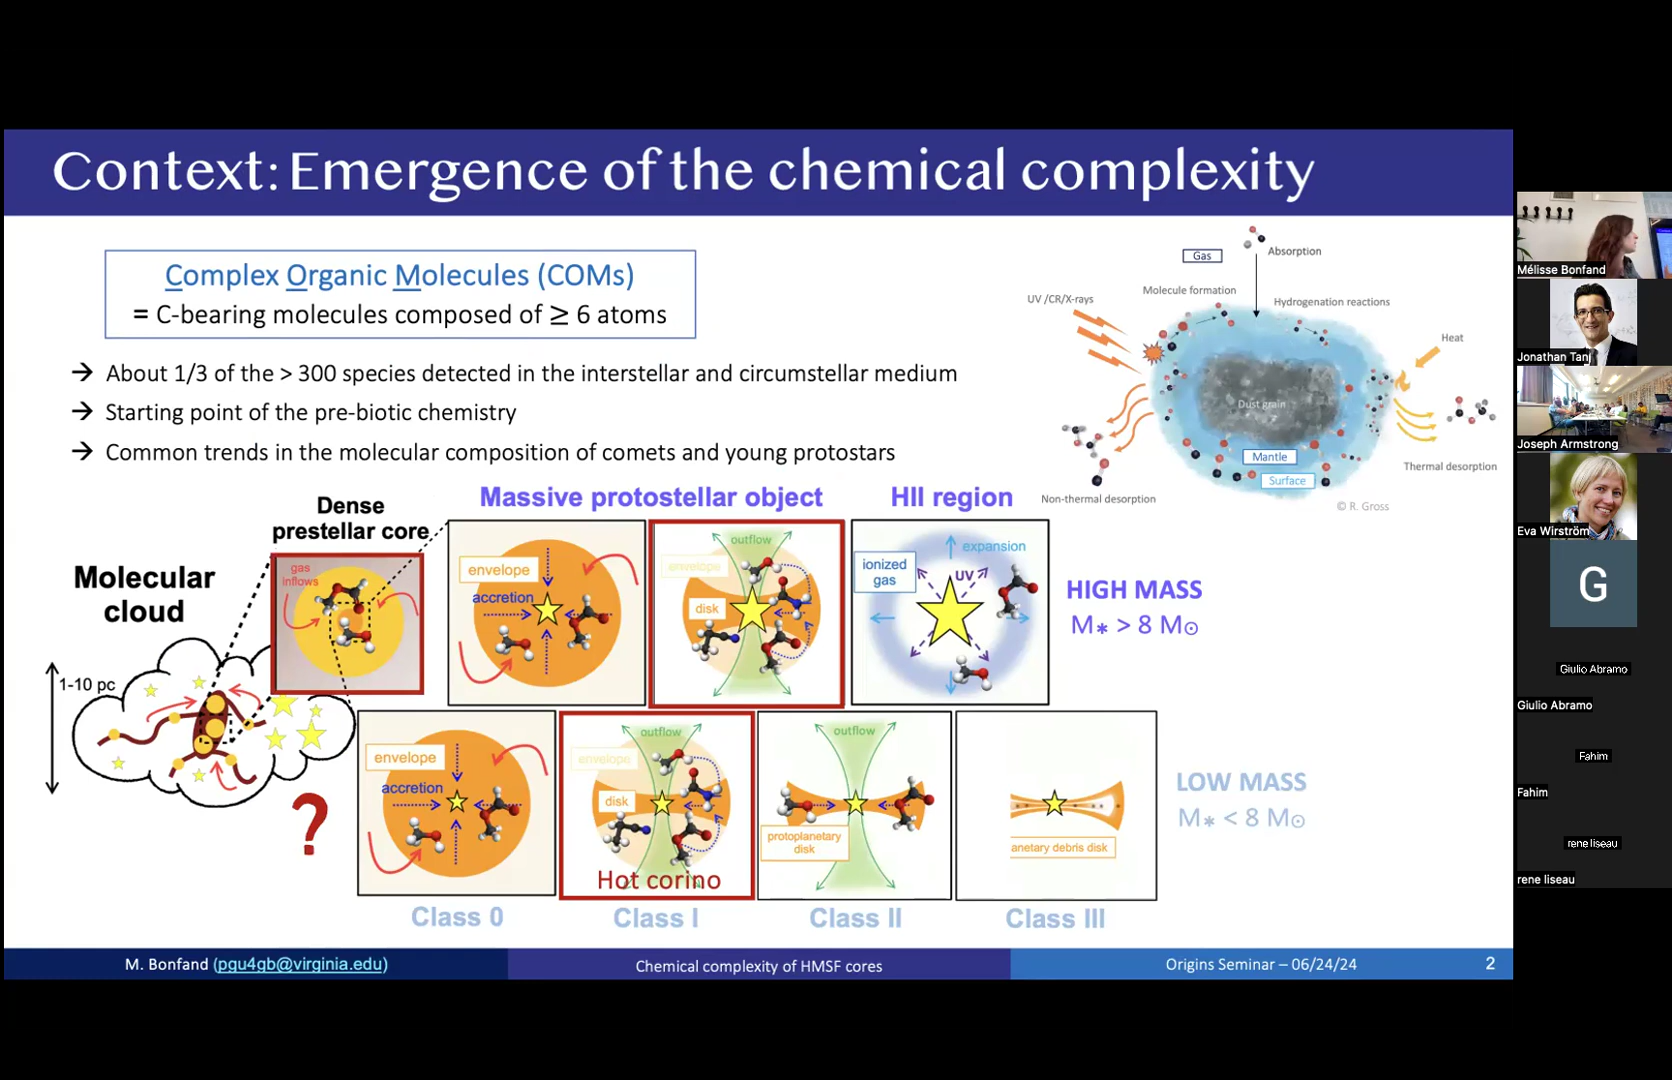 Context: Emergence of the chemical complexity
Complex Organic Molecules (COMs)
= C-bearing molecules composed of ≥ 6 atoms
→ About 1/3 of the > 300 species detected in the interstellar and circumstellar medium
→ Starting point of the pre-biotic chemistry
→ Common trends in the molecular composition of comets and young protostars
Gas
Absorption
Molecule formation
UV /CR/X-rays
Hydrogenation reactions
Heat
Dust grain
Mantle
Surface
Thermal desorption
Non-thermal desorption
© R. Gross
Dense
prestellar core
Massive protostellar object
HII region
Molecular
cloud
1-10 pc
gas
inflows
envelope
accretion
outflow
envelope
disk
ionized
gas
expansion
UV
HIGH MASS
M* > 8 M⊙
?
envelope
accretion
outflow
envelope
disk
Hot corino
outflow
protoplanetary
disk
anetary debris disk
LOW MASS
M* < 8 M⊙
Class 0
Class I
Class II
Class III
M. Bonfand (pgu4gb@virginia.edu)
Chemical complexity of HMSF cores
Origins Seminar – 06/24/24
2
Mélisse Bonfand
Jonathan Tan
Joseph Armstrong
Eva Wirström
G
Giulio Abramo
Giulio Abramo
Fahim
Fahim
rene liseau
rene liseau